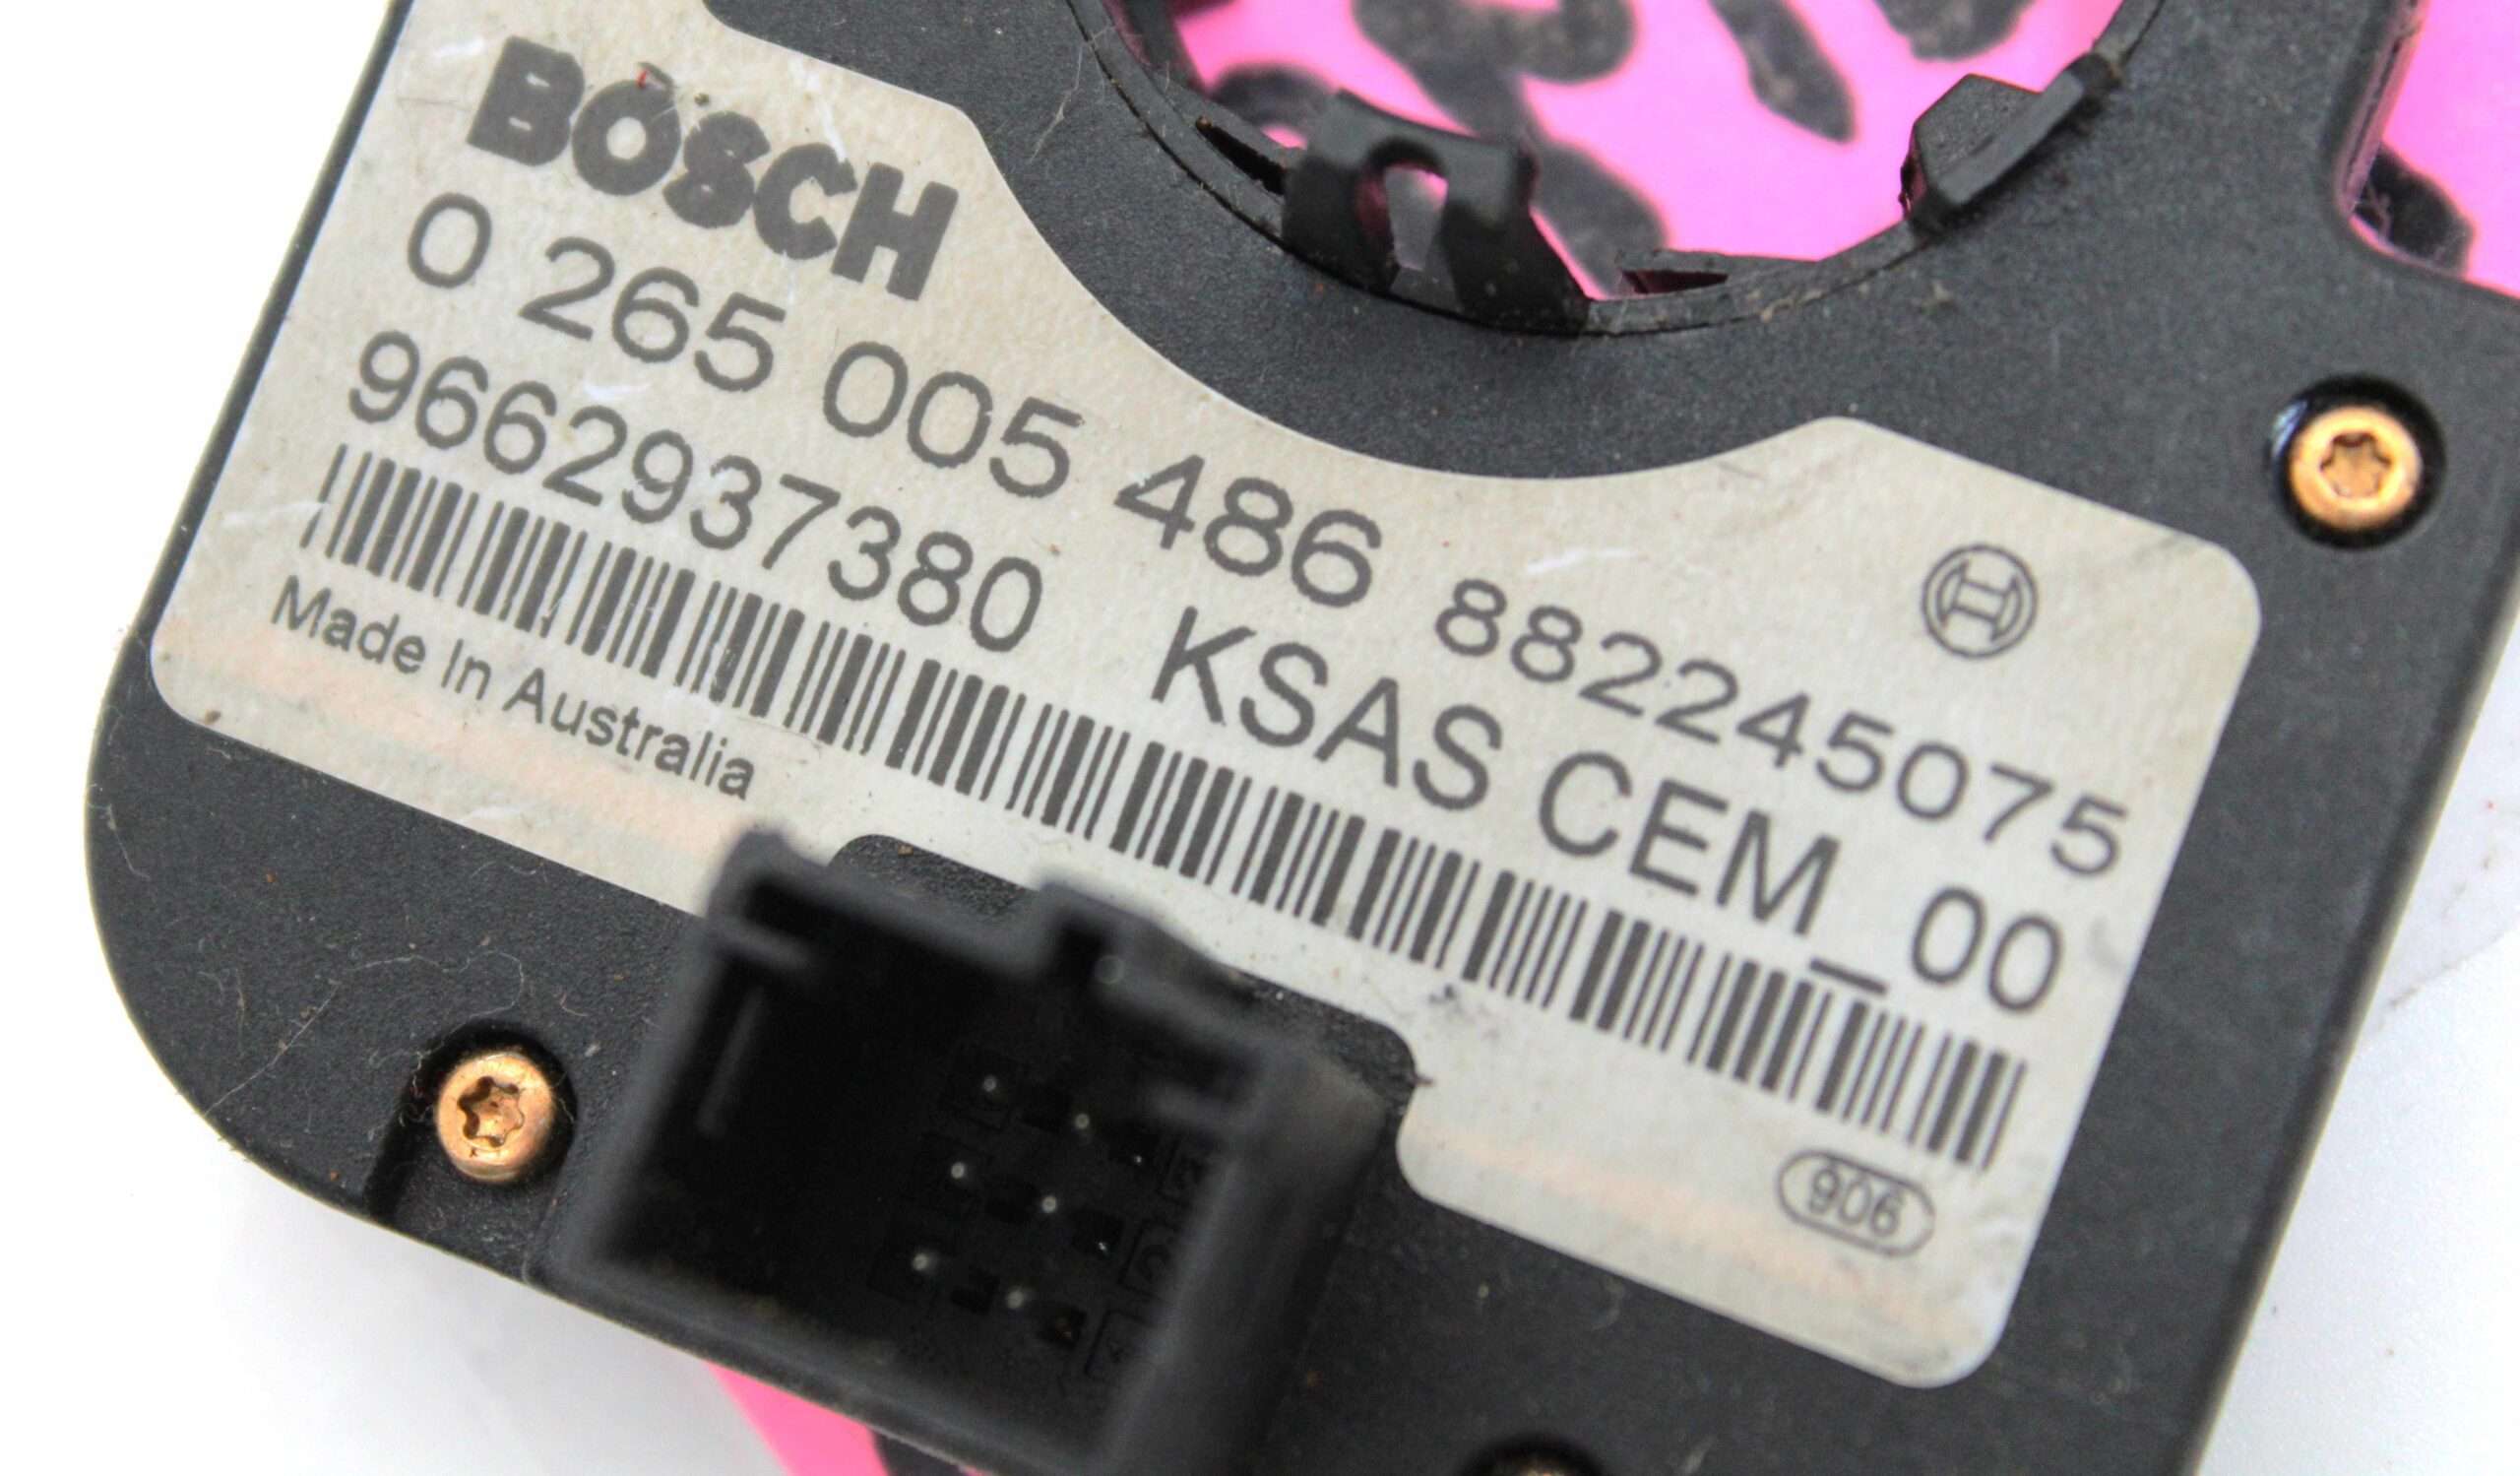 BOSCH
0 265 005 486 882245075
9662937380 KSAS CEM_00
Made In Australia
906